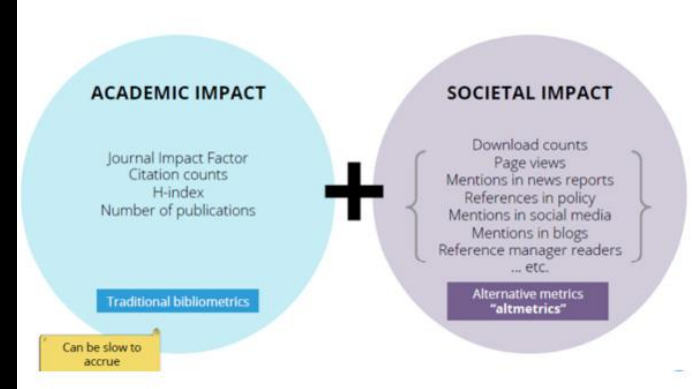 ACADEMIC IMPACT
Journal Impact Factor
Citation counts
H-index
Number of publications
Traditional bibliometrics
Can be slow to
accrue
SOCIETAL IMPACT
Download counts
Page views
Mentions in news reports
References in policy
Mentions in social media
Mentions in blogs
Reference manager readers
... etc.
Alternative metrics
"altmetrics"